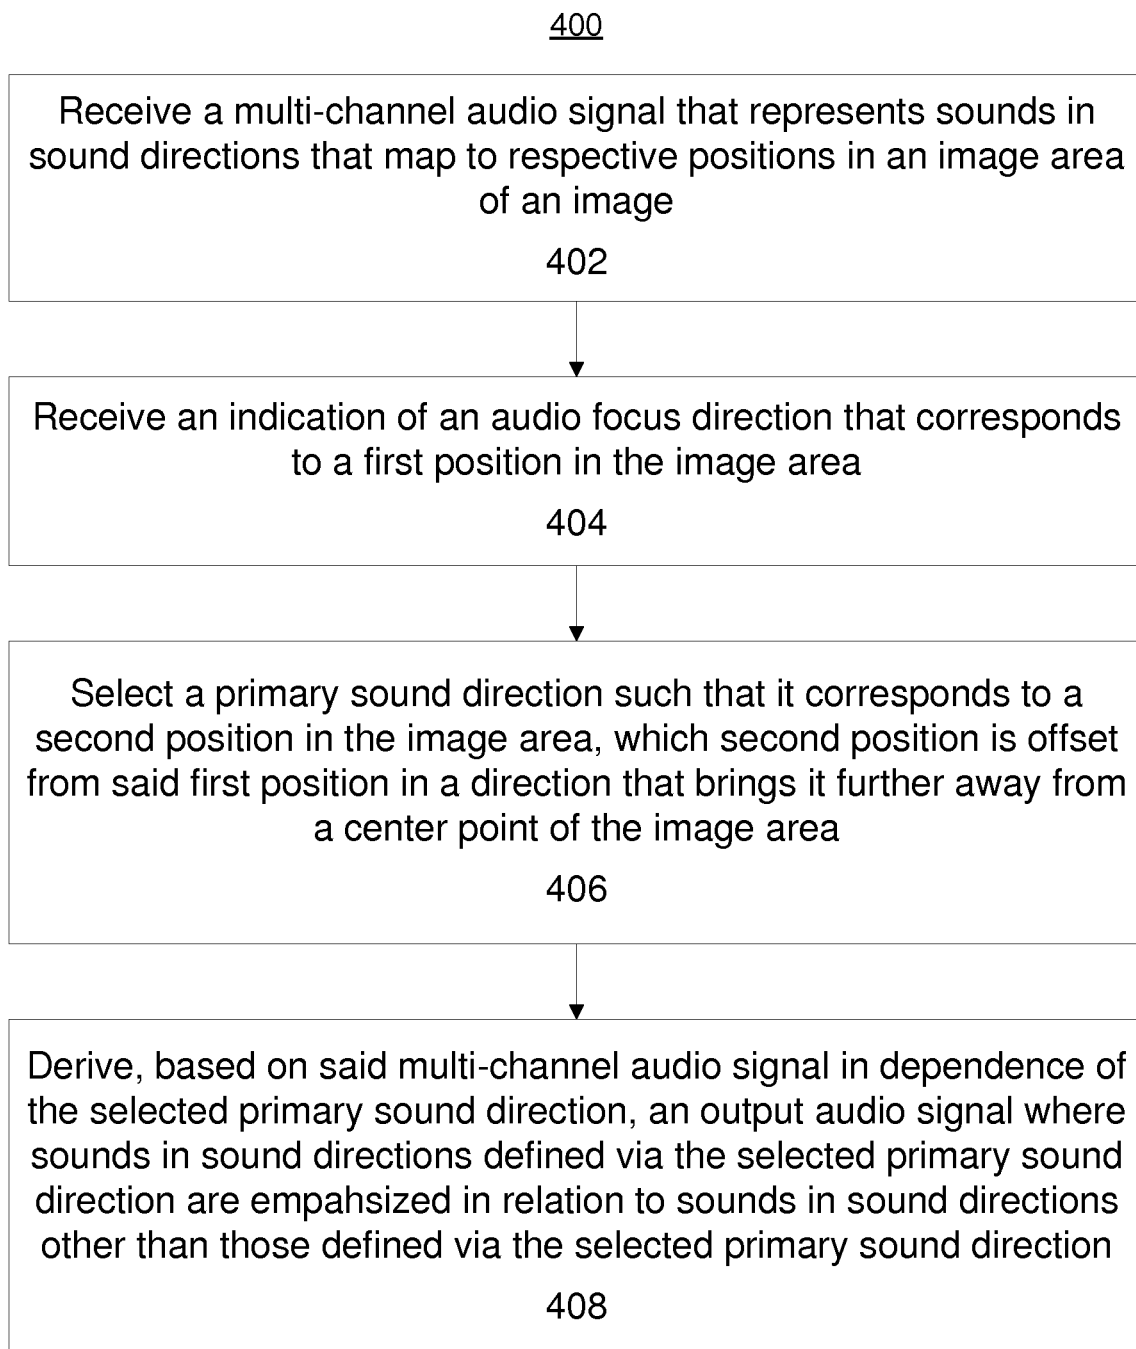 400
Receive a multi-channel audio signal that represents sounds in
sound directions that map to respective positions in an image area
of an image
402
Receive an indication of an audio focus direction that corresponds
to a first position in the image area
404
Select a primary sound direction such that it corresponds to a
second position in the image area, which second position is offset
from said first position in a direction that brings it further away from
a center point of the image area
406
Derive, based on said multi-channel audio signal in dependence of
the selected primary sound direction, an output audio signal where
sounds in sound directions defined via the selected primary sound
direction are empahsized in relation to sounds in sound directions
other than those defined via the selected primary sound direction
408